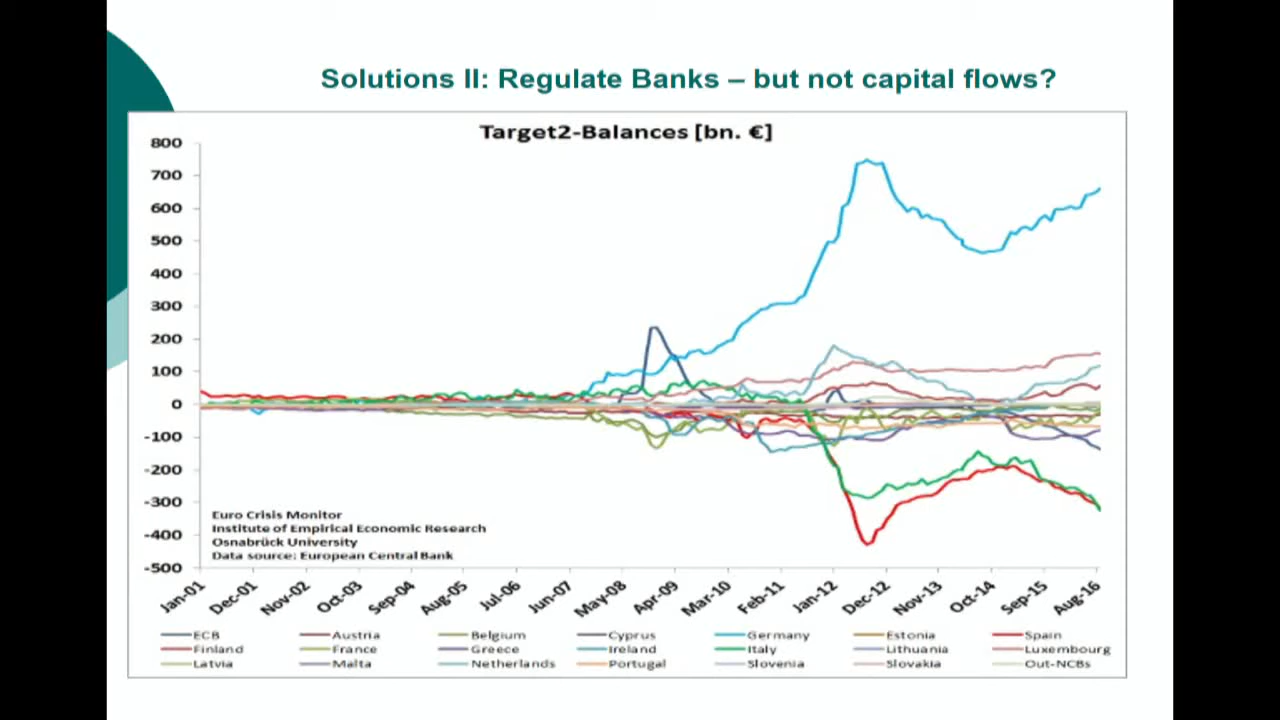 Solutions II: Regulate Banks – but not capital flows?
Target2-Balances [bn. €]
800
700
600
500
400
300
200
100
0
-100
-200
-300
-400
-500
Euro Crisis Monitor
Institute of Empirical Economic Research
Osnabrück University
Data source: European Central Bank
Jan-01 Dec-01 Nov-02 Oct-03 Sep-04 Aug-05 Jul-06 Jun-07 May-08 Apr-09 Mar-10 Feb-11 Jan-12 Dec-12 Nov-13 Oct-14 Sep-15 Aug-16
ECB Austria Belgium Cyprus Germany Estonia Spain
Finland France Greece Ireland Italy Lithuania Luxembourg
Latvia Malta Netherlands Portugal Slovenia Slovakia Out-NCBs